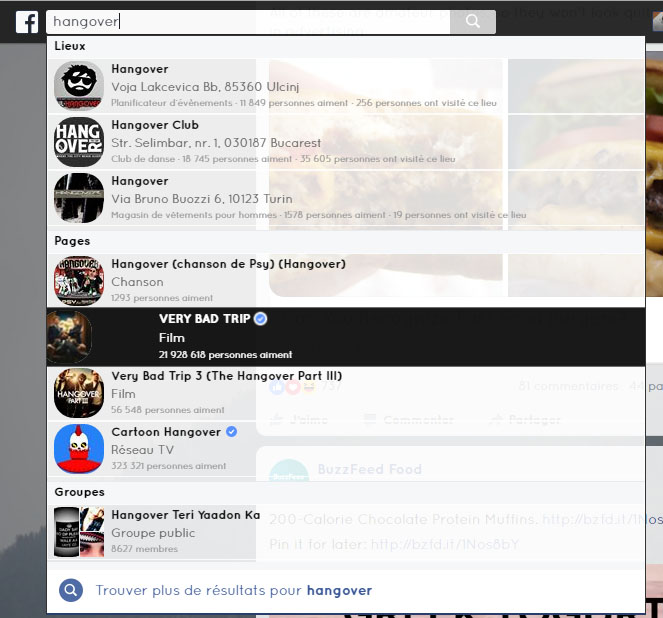 hangover
Lieux
Hangover
Voja Lakcevica Bb, 85360 Ulcinj
Planificateur d'évènements · 11 849 personnes aiment · 256 personnes ont visité ce lieu
Hangover Club
Str. Selimbar, nr. 1, 030187 Bucarest
Club de danse · 18 745 personnes aiment · 35 605 personnes ont visité ce lieu
Hangover
Via Bruno Buozzi 6, 10123 Turin
Magasin de vêtements pour hommes · 1578 personnes aiment · 19 personnes ont visité ce lieu
Pages
Hangover (chanson de Psy) (Hangover)
Chanson
1293 personnes aiment
VERY BAD TRIP
Film
21 928 618 personnes aiment
Very Bad Trip 3 (The Hangover Part III)
Film
56 548 personnes aiment
HANGOVER
PART III
737
81 commentaires · 44 pa
J'aime
Commenter
Partager
Cartoon Hangover
Réseau TV
323 321 personnes aiment
BuzzFeed Food
Groupes
Hangover Teri Yaadon Ka
Groupe public
8627 membres
200-Calorie Chocolate Protein Muffins. http://bzfd.it/1Nos
Pin it for later: http://bzfd.it/1Nos8bY
Trouver plus de résultats pour hangover